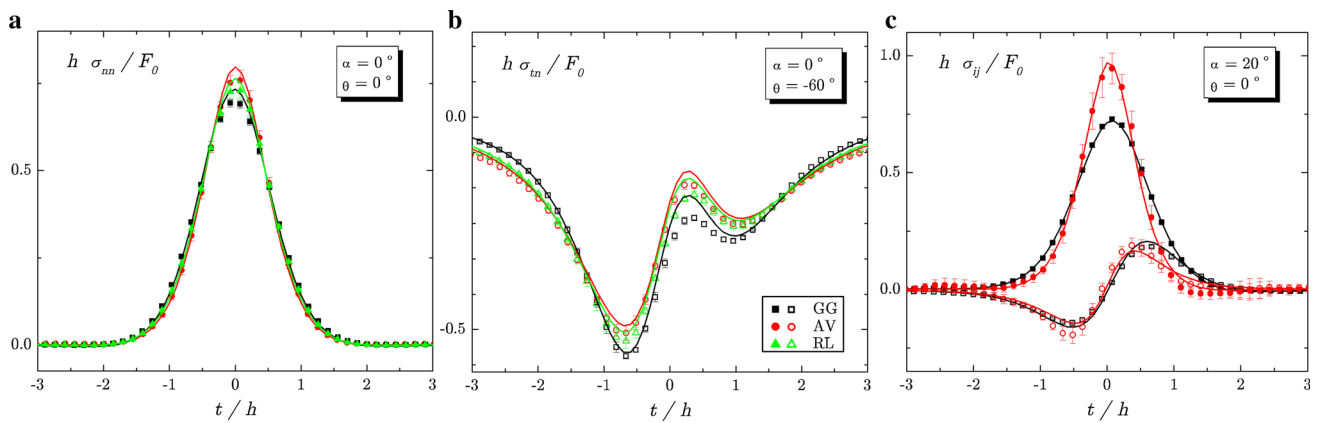 a
h σnn / F0
α = 0 °
θ = 0 °
0.5
0.0
-3 -2 -1 0 1 2 3
t / h
b
h σtn / F0
α = 0 °
θ = -60 °
0.0
-0.5
GG
AV
RL
-3 -2 -1 0 1 2 3
t / h
c
h σij / F0
α = 20 °
θ = 0 °
1.0
0.5
0.0
-3 -2 -1 0 1 2 3
t / h